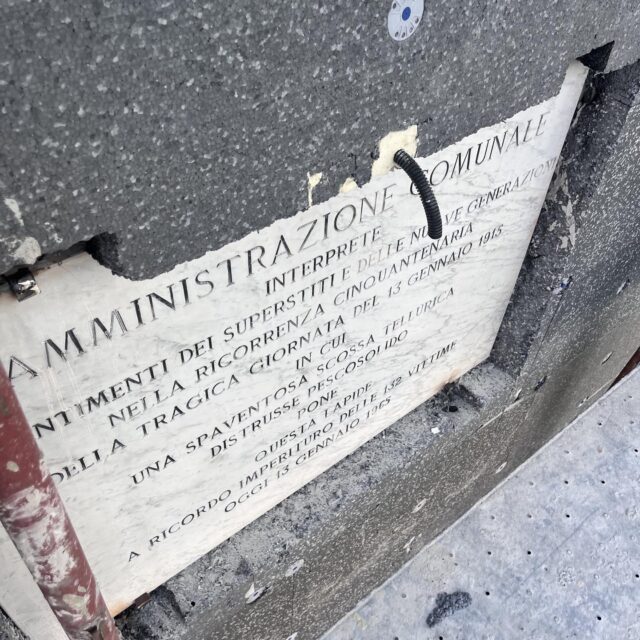 AMMINISTRAZIONE COMUNALE
INTERPRETE
NTIMENTI DEI SUPERSTITI E DELLE NUOVE GENERAZIONI
NELLA RICORRENZA CINQUANTENARIA
DELLA TRAGICA GIORNATA DEL 13 GENNAIO 1915
IN CUI
UNA SPAVENTOSA SCOSSA TELLURICA
DISTRUSSE PESCOSOLIDO
PONE
QUESTA LAPIDE
A RICORDO IMPERITURO DELLE VITTIME
OGGI 13 GENNAIO 1965